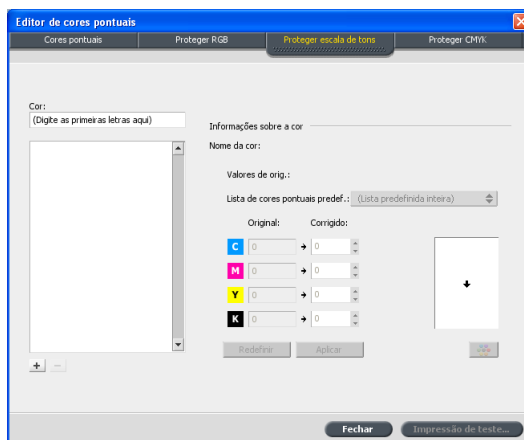 Editor de cores pontuais
Cores pontuais Proteger RGB Proteger escala de tons Proteger CMYK
Cor:
(Digite as primeiras letras aqui)
Informações sobre a cor
Nome da cor:
Valores de orig.:
Lista de cores pontuais predef.: (Lista predefinida inteira)
Original: Corrigido:
C 0 0
M 0 0
Y 0 0
K 0 0
Redefinir Aplicar
Fechar Impressão de teste...